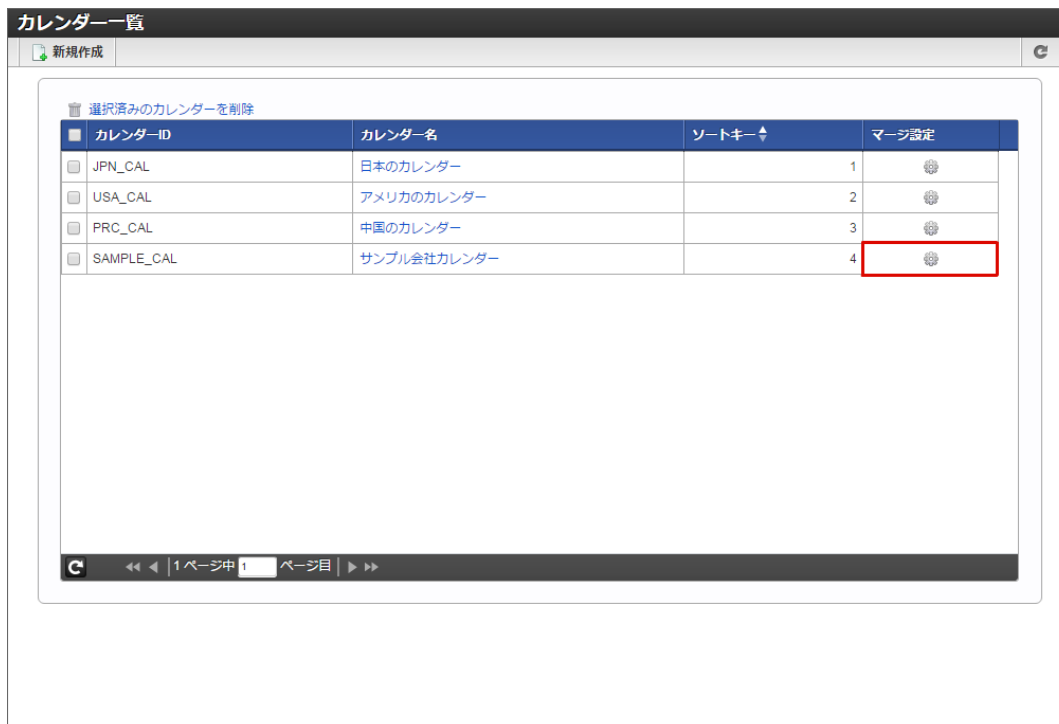 カレンダー一覧
新規作成
選択済みのカレンダーを削除
カレンダーID カレンダー名 ソートキー マージ設定
JPN_CAL 日本のカレンダー 1
USA_CAL アメリカのカレンダー 2
PRC_CAL 中国のカレンダー 3
SAMPLE_CAL サンプル会社カレンダー 4
1 ページ中 1 ページ目